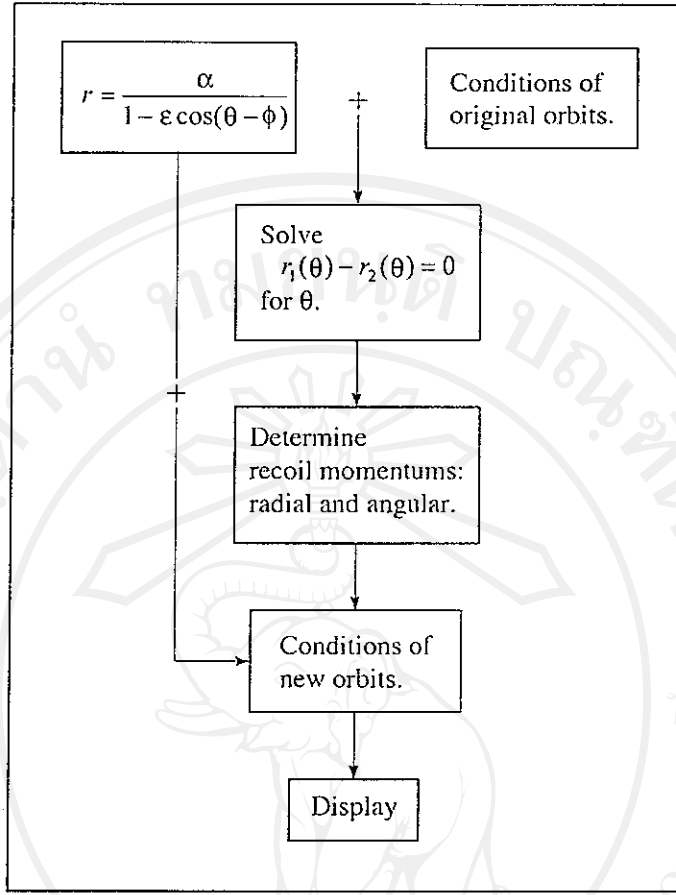 r = α / (1 − ε cos(θ − ϕ))
+
Conditions of
original orbits.
Solve
r₁(θ) − r₂(θ) = 0
for θ.
+
Determine
recoil momentums:
radial and angular.
Conditions of
new orbits.
Display